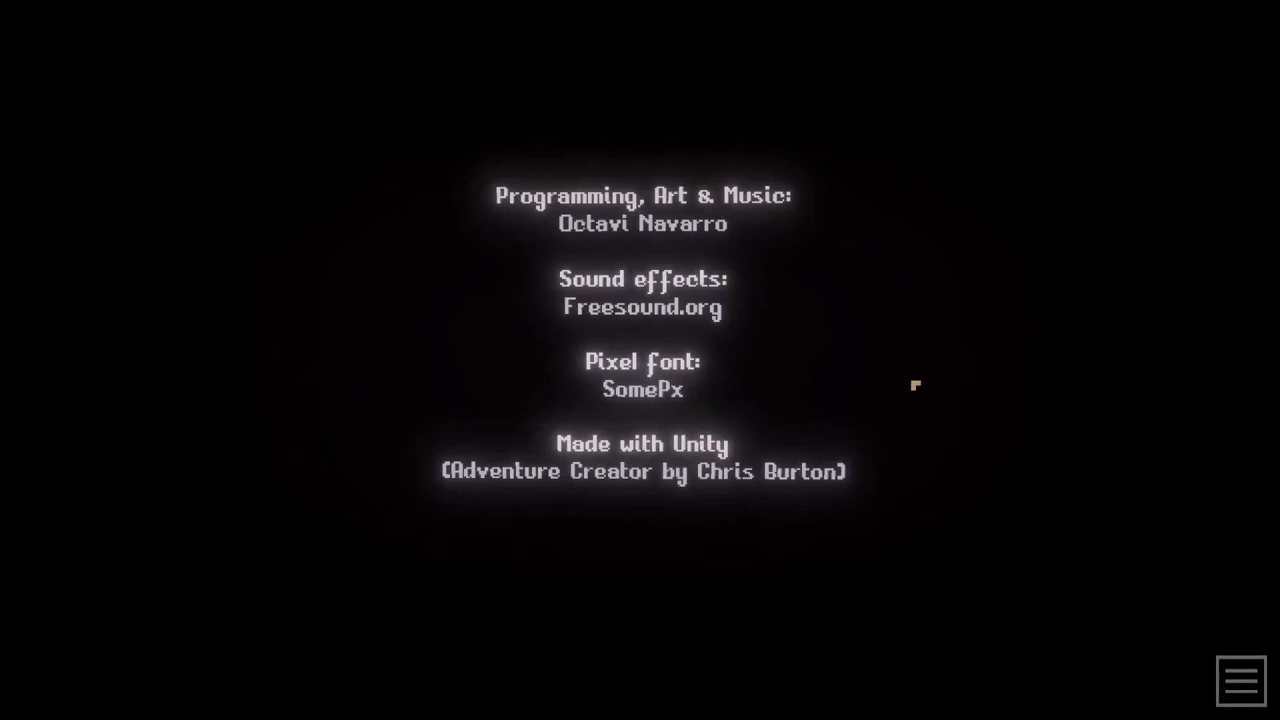 Programming, Art & Music:
Octavi Navarro
Sound effects:
Freesound.org
Pixel font:
SomePx
Made with Unity
(Adventure Creator by Chris Burton)